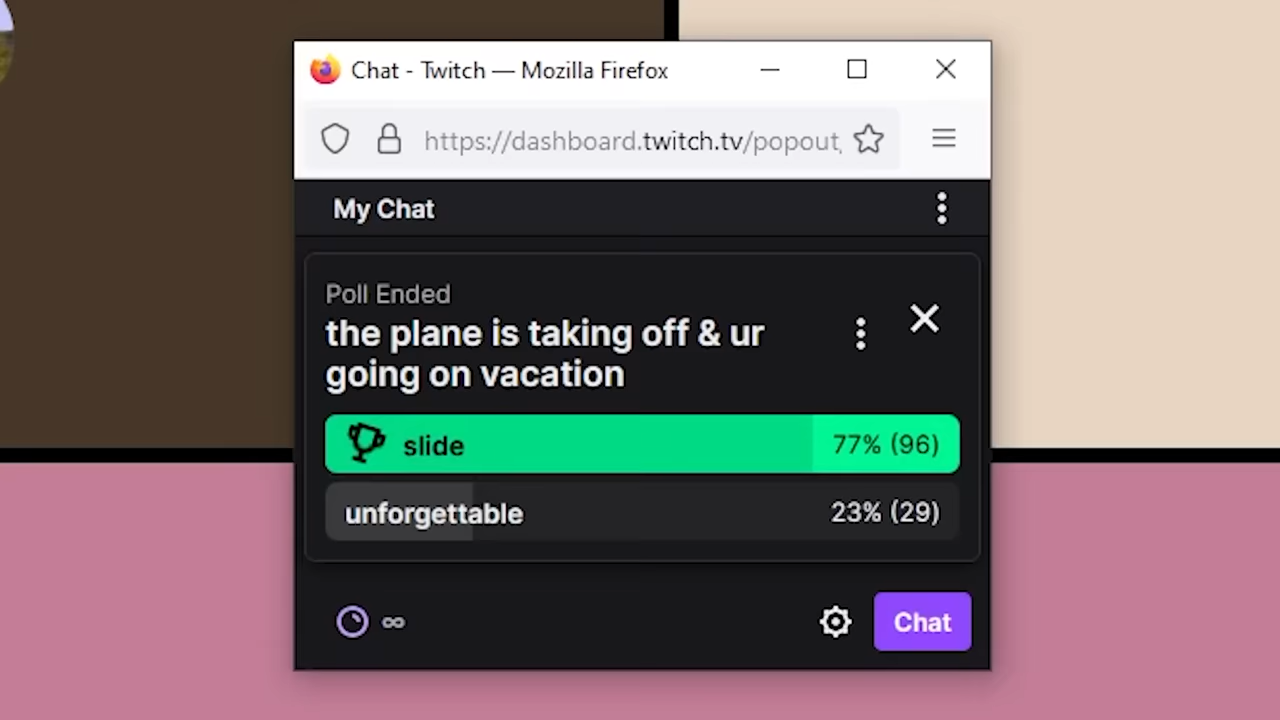 Chat - Twitch — Mozilla Firefox
https://dashboard.twitch.tv/popout
My Chat
Poll Ended
the plane is taking off & ur
going on vacation
slide 77% (96)
unforgettable 23% (29)
∞
Chat